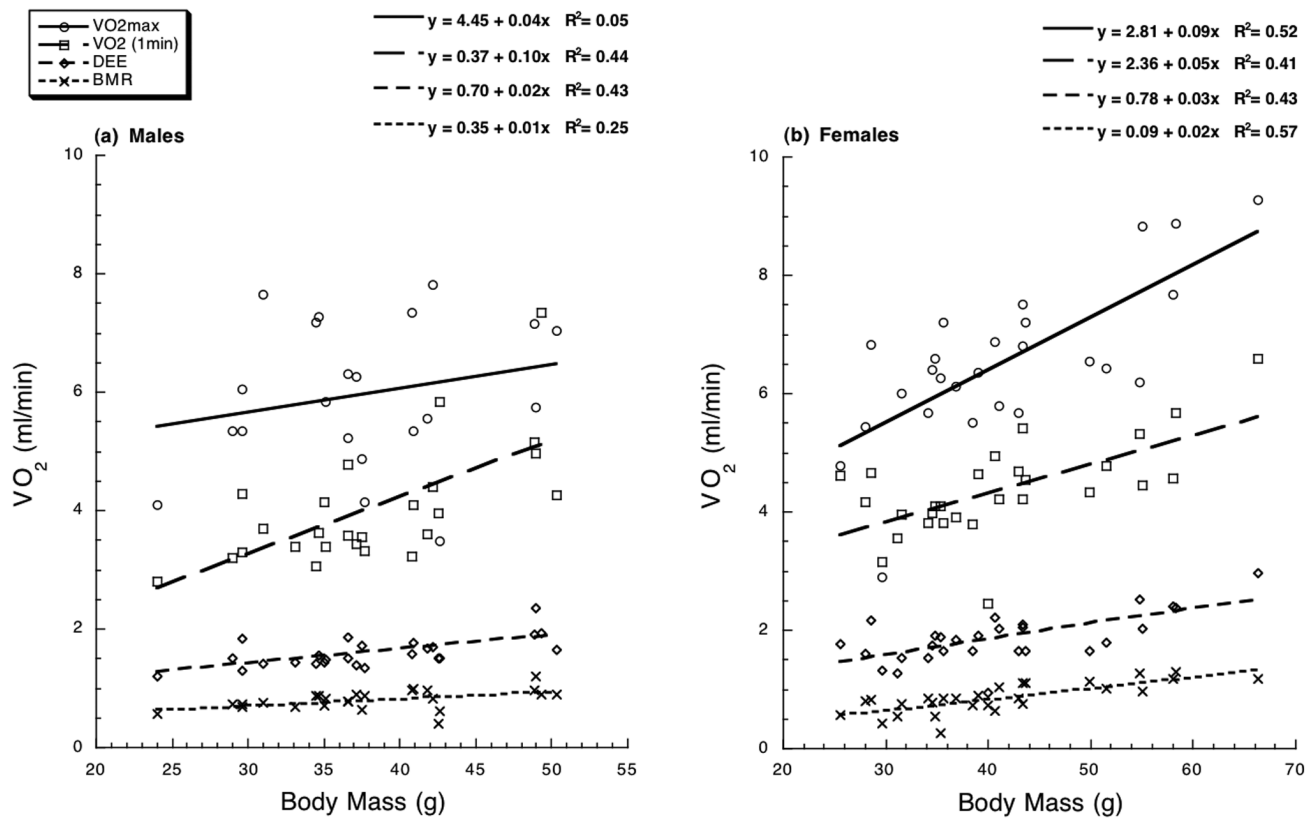 VO2max
VO2 (1min)
DEE
BMR
y = 4.45 + 0.04x R²= 0.05
y = 0.37 + 0.10x R²= 0.44
y = 0.70 + 0.02x R²= 0.43
y = 0.35 + 0.01x R²= 0.25
(a) Males
10
8
6
4
2
0
VO₂ (ml/min)
20 25 30 35 40 45 50 55
Body Mass (g)
y = 2.81 + 0.09x R²= 0.52
y = 2.36 + 0.05x R²= 0.41
y = 0.78 + 0.03x R²= 0.43
y = 0.09 + 0.02x R²= 0.57
(b) Females
10
8
6
4
2
0
VO₂ (ml/min)
20 30 40 50 60 70
Body Mass (g)